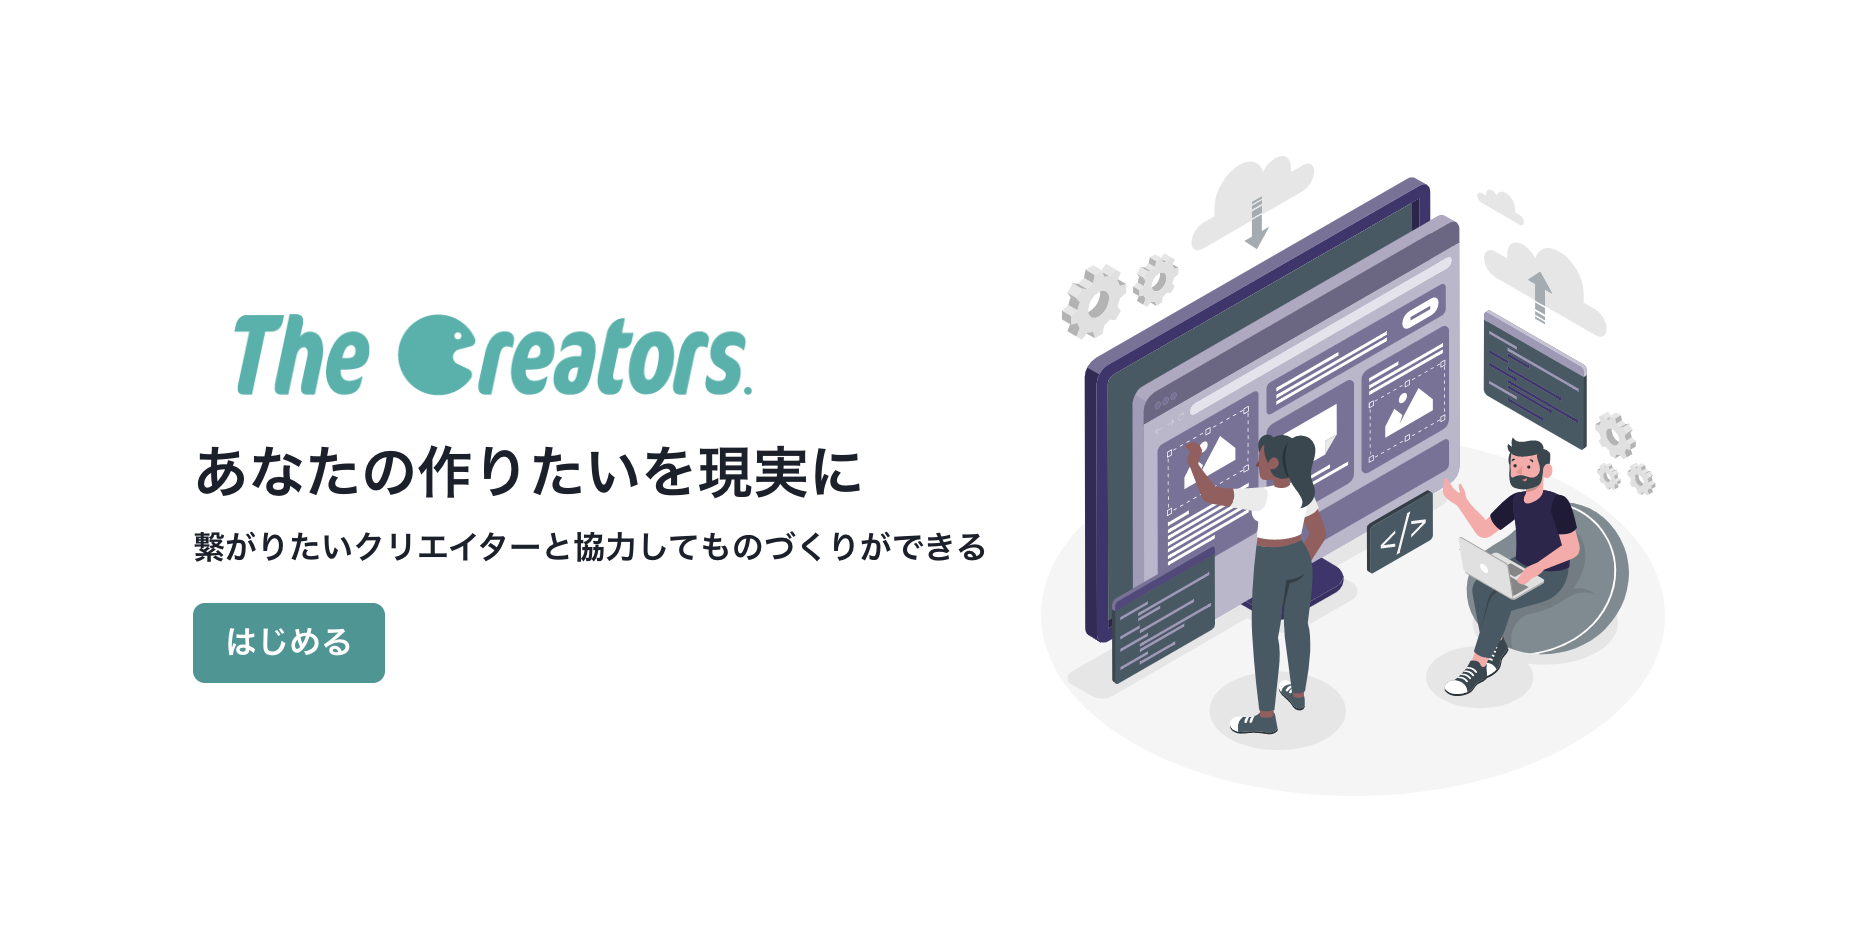 The Creators.
あなたの作りたいを現実に
繋がりたいクリエイターと協力してものづくりができる
はじめる
</>